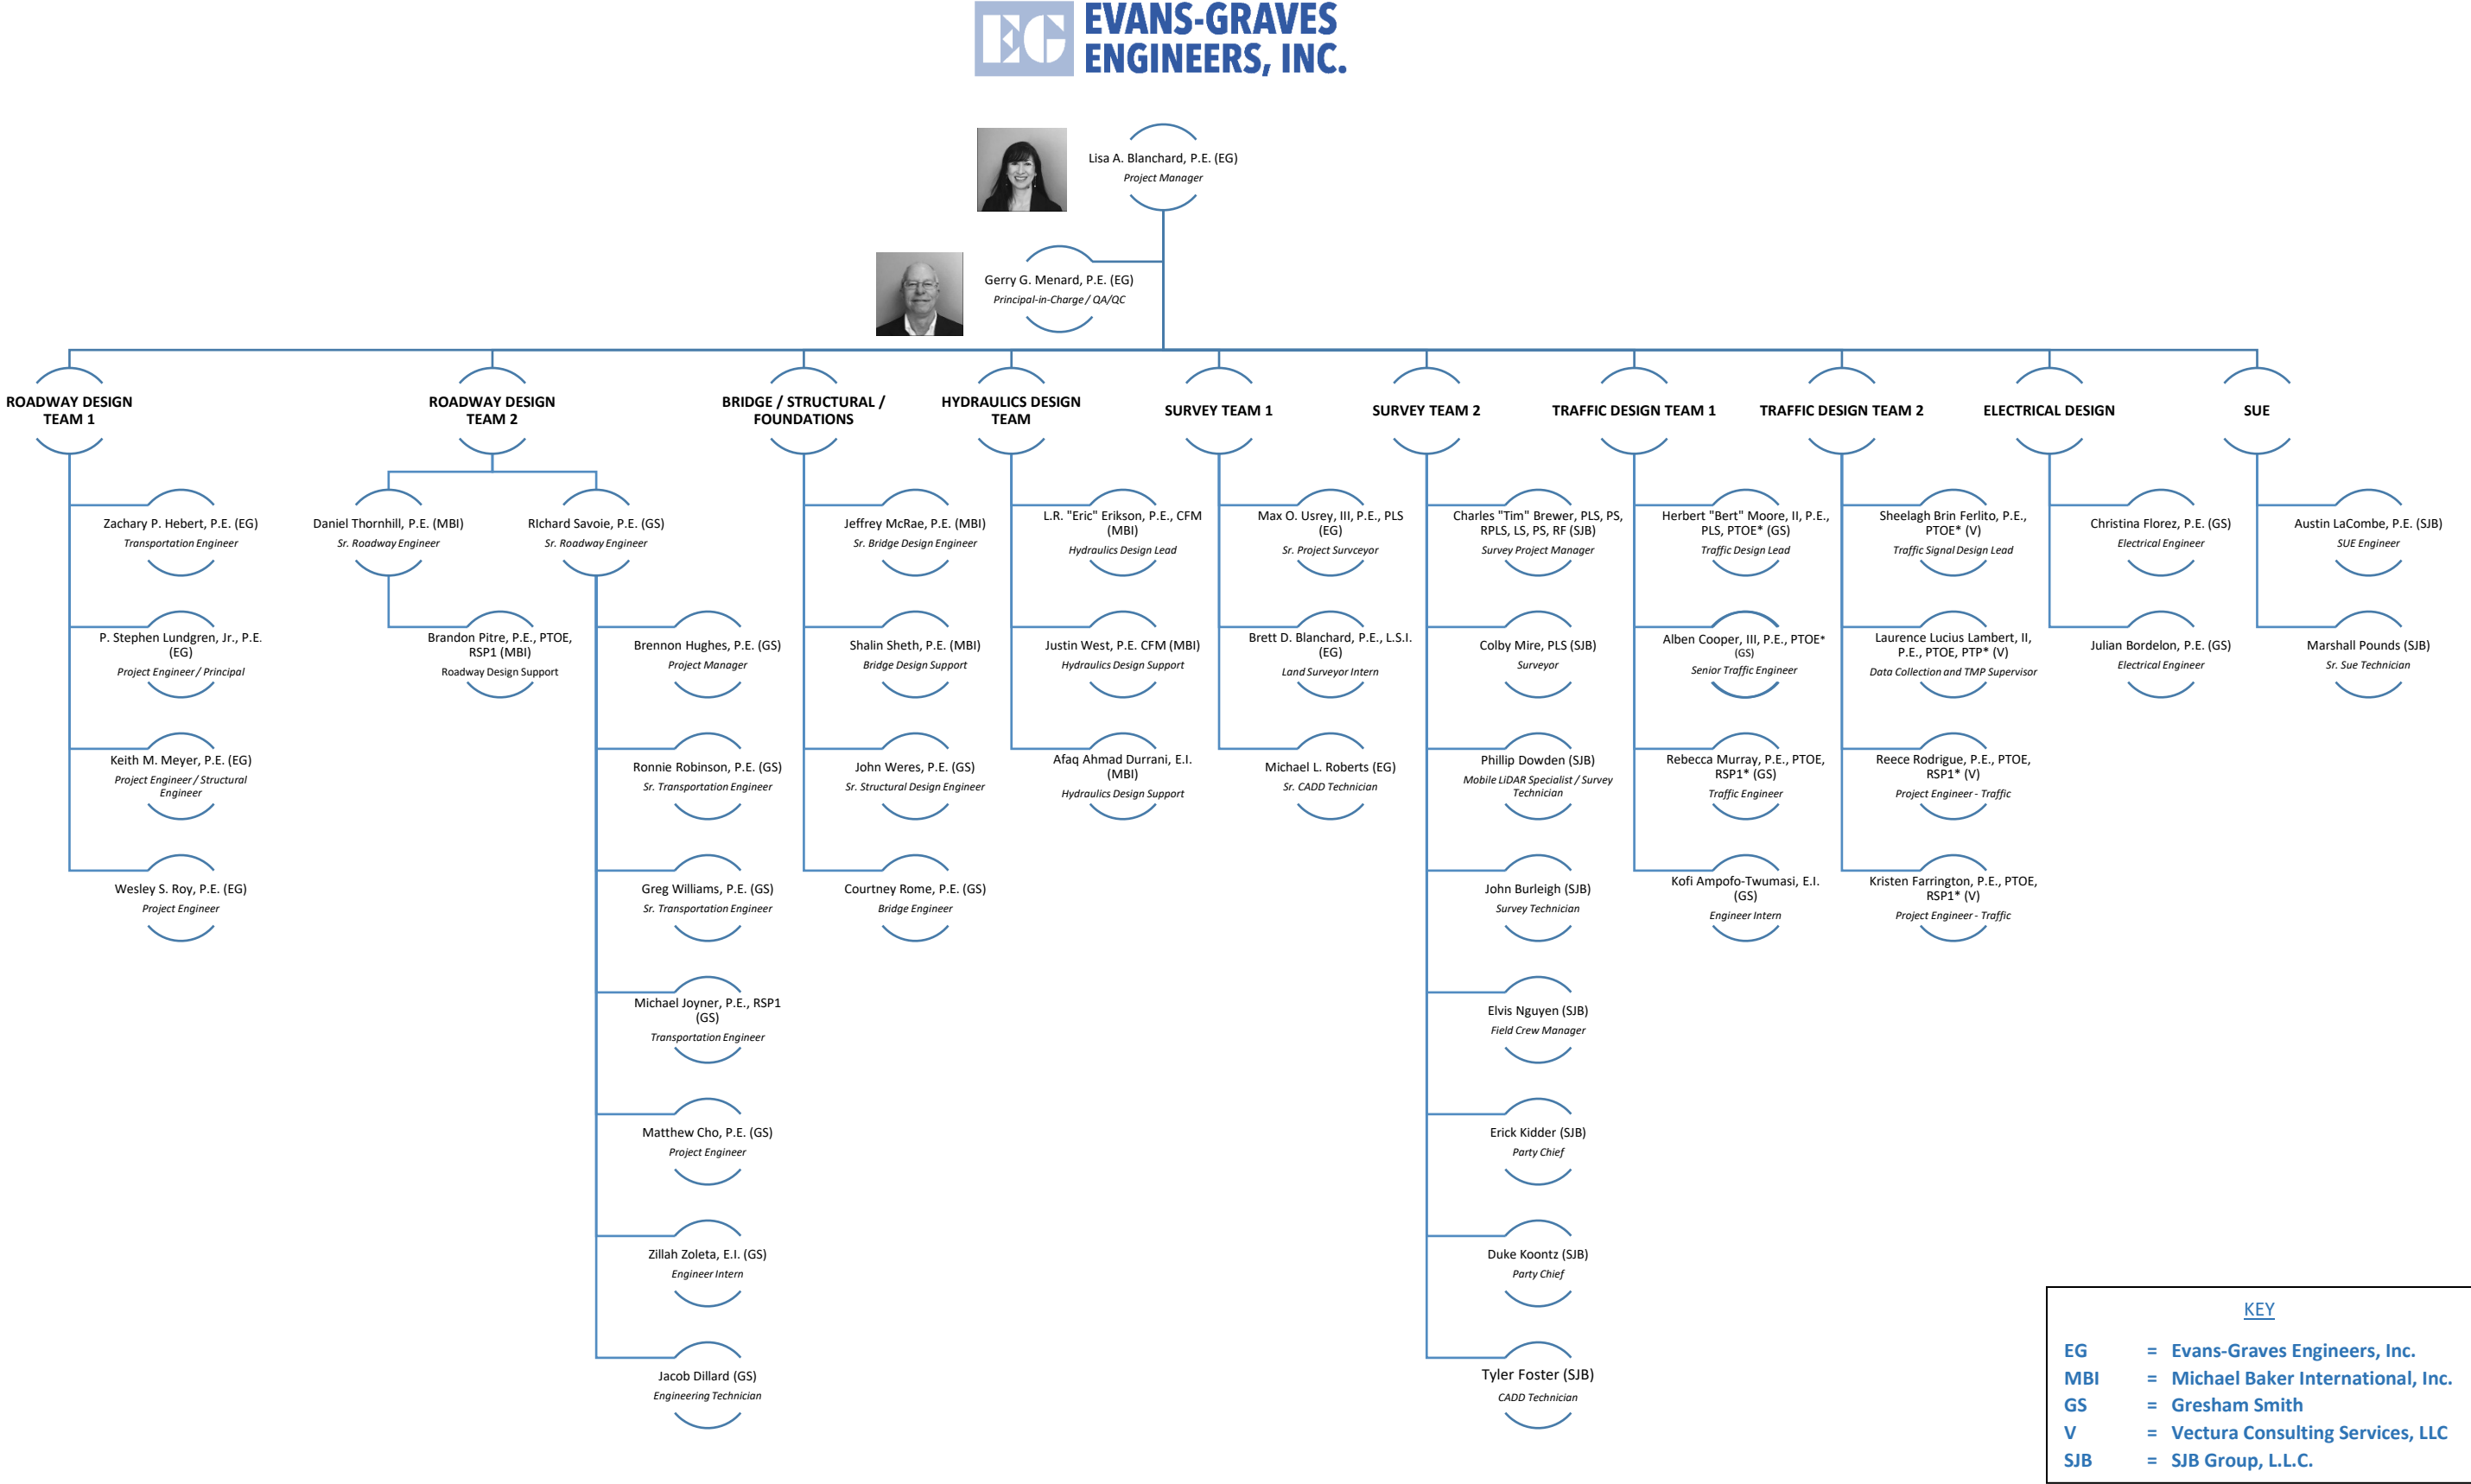 EG
EVANS-GRAVES
ENGINEERS, INC.
Lisa A. Blanchard, P.E. (EG)
Project Manager
Gerry G. Menard, P.E. (EG)
Principal-in-Charge / QA/QC
ROADWAY DESIGN
TEAM 1
Zachary P. Hebert, P.E. (EG)
Transportation Engineer
P. Stephen Lundgren, Jr., P.E.
(EG)
Project Engineer / Principal
Keith M. Meyer, P.E. (EG)
Project Engineer / Structural
Engineer
Wesley S. Roy, P.E. (EG)
Project Engineer
ROADWAY DESIGN
TEAM 2
Daniel Thornhill, P.E. (MBI)
Sr. Roadway Engineer
Brandon Pitre, P.E., PTOE,
RSP1 (MBI)
Roadway Design Support
RIchard Savoie, P.E. (GS)
Sr. Roadway Engineer
Brennon Hughes, P.E. (GS)
Project Manager
Ronnie Robinson, P.E. (GS)
Sr. Transportation Engineer
Greg Williams, P.E. (GS)
Sr. Transportation Engineer
Michael Joyner, P.E., RSP1
(GS)
Transportation Engineer
Matthew Cho, P.E. (GS)
Project Engineer
Zillah Zoleta, E.I. (GS)
Engineer Intern
Jacob Dillard (GS)
Engineering Technician
BRIDGE / STRUCTURAL /
FOUNDATIONS
Jeffrey McRae, P.E. (MBI)
Sr. Bridge Design Engineer
Shalin Sheth, P.E. (MBI)
Bridge Design Support
John Weres, P.E. (GS)
Sr. Structural Design Engineer
Courtney Rome, P.E. (GS)
Bridge Engineer
HYDRAULICS DESIGN
TEAM
L.R. "Eric" Erikson, P.E., CFM
(MBI)
Hydraulics Design Lead
Justin West, P.E. CFM (MBI)
Hydraulics Design Support
Afaq Ahmad Durrani, E.I.
(MBI)
Hydraulics Design Support
SURVEY TEAM 1
Max O. Usrey, III, P.E., PLS
(EG)
Sr. Project Survceyor
Brett D. Blanchard, P.E., L.S.I.
(EG)
Land Surveyor Intern
Michael L. Roberts (EG)
Sr. CADD Technician
SURVEY TEAM 2
Charles "Tim" Brewer, PLS, PS,
RPLS, LS, PS, RF (SJB)
Survey Project Manager
Colby Mire, PLS (SJB)
Surveyor
Phillip Dowden (SJB)
Mobile LiDAR Specialist / Survey
Technician
John Burleigh (SJB)
Survey Technician
Elvis Nguyen (SJB)
Field Crew Manager
Erick Kidder (SJB)
Party Chief
Duke Koontz (SJB)
Party Chief
Tyler Foster (SJB)
CADD Technician
TRAFFIC DESIGN TEAM 1
Herbert "Bert" Moore, II, P.E.,
PLS, PTOE* (GS)
Traffic Design Lead
Alben Cooper, III, P.E., PTOE*
(GS)
Senior Traffic Engineer
Rebecca Murray, P.E., PTOE,
RSP1* (GS)
Traffic Engineer
Kofi Ampofo-Twumasi, E.I.
(GS)
Engineer Intern
TRAFFIC DESIGN TEAM 2
Sheelagh Brin Ferlito, P.E.,
PTOE* (V)
Traffic Signal Design Lead
Laurence Lucius Lambert, II,
P.E., PTOE, PTP* (V)
Data Collection and TMP Supervisor
Reece Rodrigue, P.E., PTOE,
RSP1* (V)
Project Engineer - Traffic
Kristen Farrington, P.E., PTOE,
RSP1* (V)
Project Engineer - Traffic
ELECTRICAL DESIGN
Christina Florez, P.E. (GS)
Electrical Engineer
Julian Bordelon, P.E. (GS)
Electrical Engineer
SUE
Austin LaCombe, P.E. (SJB)
SUE Engineer
Marshall Pounds (SJB)
Sr. Sue Technician
KEY
EG = Evans-Graves Engineers, Inc.
MBI = Michael Baker International, Inc.
GS = Gresham Smith
V = Vectura Consulting Services, LLC
SJB = SJB Group, L.L.C.